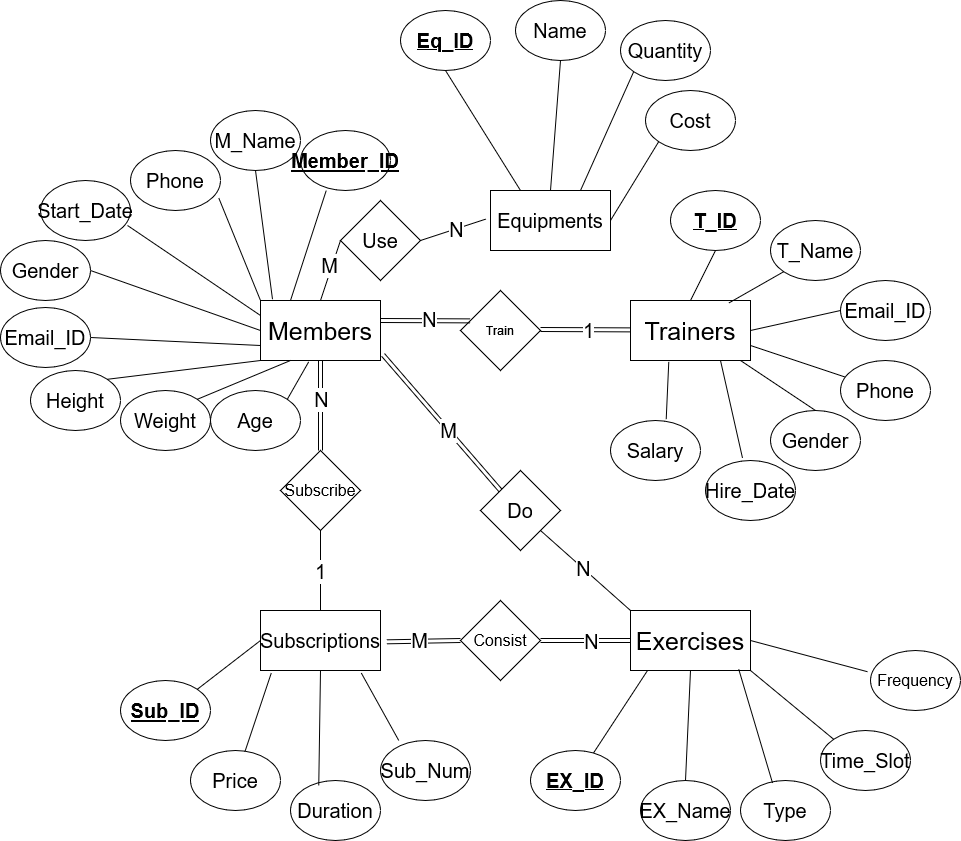 Name
Eq_ID
Quantity
Cost
M_Name
Member_ID
Phone
Start_Date
Use
N
Equipments
T_ID
M
Gender
T_Name
Email_ID
Members
N
Train
1
Trainers
Email_ID
Height
Weight
Age
N
M
Salary
Phone
Gender
Hire_Date
Subscribe
Do
1
N
Subscriptions
M
Consist
N
Exercises
Frequency
Sub_ID
Price
Duration
Sub_Num
EX_ID
EX_Name
Type
Time_Slot